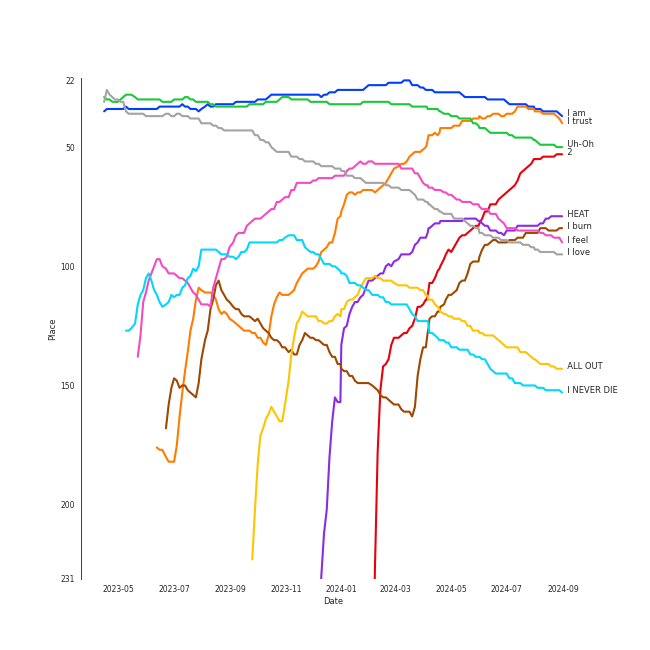 22
50
100
150
200
231
Place
2023-05
2023-07
2023-09
2023-11
2024-01
2024-03
2024-05
2024-07
2024-09
Date
I am
I trust
Uh-Oh
2
HEAT
I burn
I feel
I love
ALL OUT
I NEVER DIE